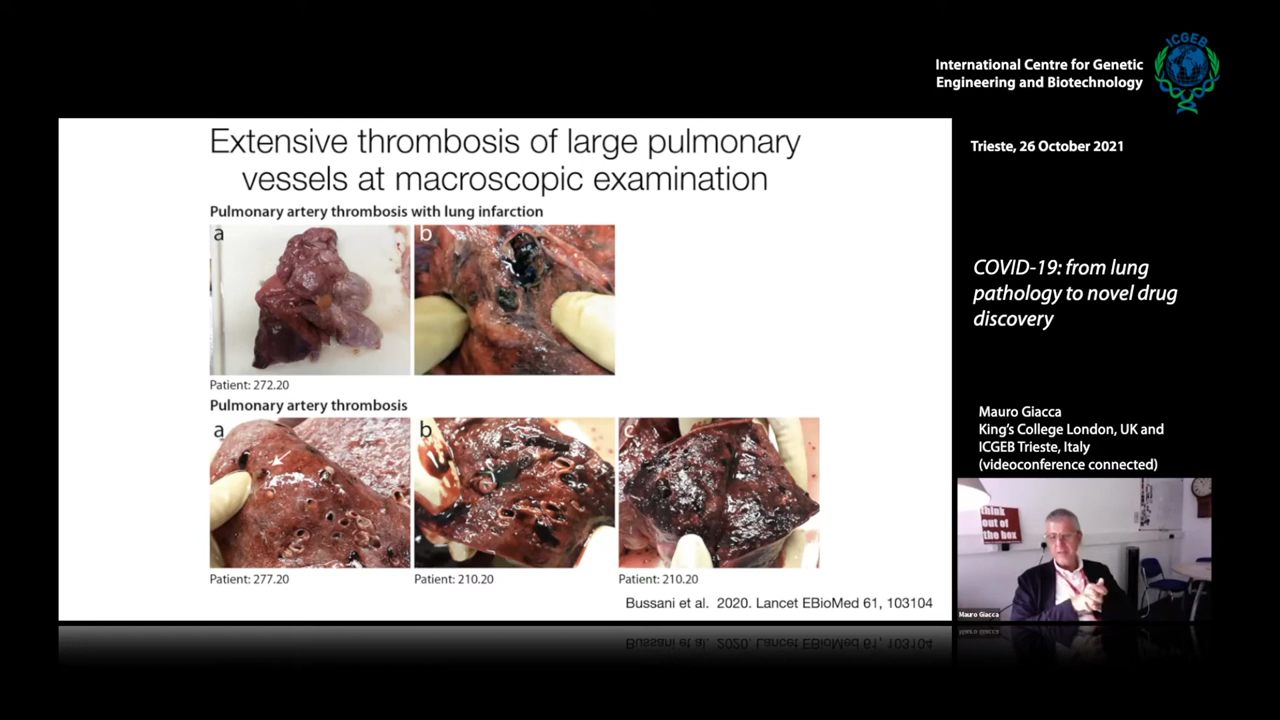 ICGEB
International Centre for Genetic
Engineering and Biotechnology
Trieste, 26 October 2021
COVID-19: from lung
pathology to novel drug
discovery
Mauro Giacca
King's College London, UK and
ICGEB Trieste, Italy
(videoconference connected)
think
out of
the box
Mauro Giacca
Extensive thrombosis of large pulmonary
vessels at macroscopic examination
Pulmonary artery thrombosis with lung infarction
a
b
Patient: 272.20
Pulmonary artery thrombosis
a
b
c
Patient: 277.20
Patient: 210.20
Patient: 210.20
Bussani et al. 2020. Lancet EBioMed 61, 103104